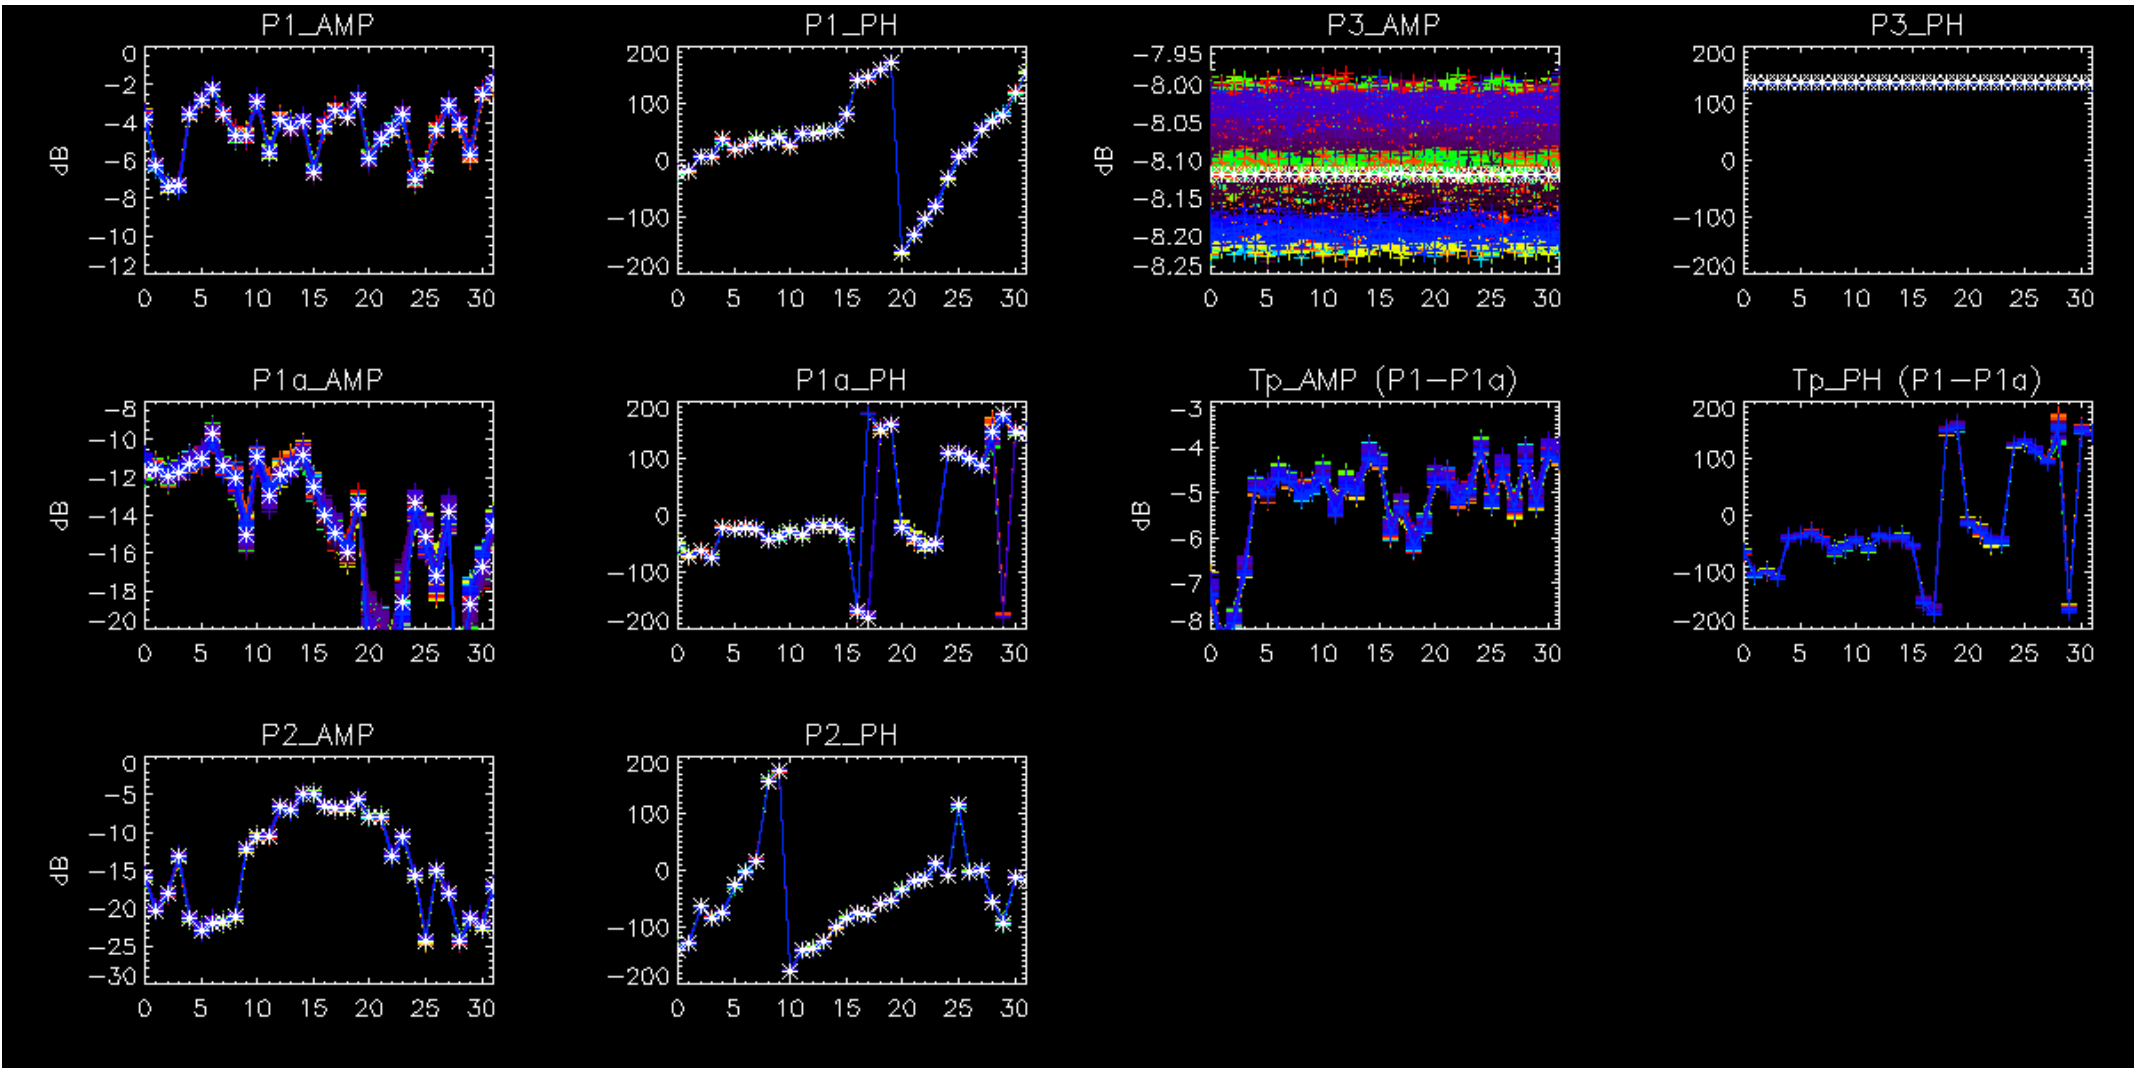 P1_AMP
dB
0
−2
−4
−6
−8
−10
−12
0 5 10 15 20 25 30
P1_PH
200
100
0
−100
−200
0 5 10 15 20 25 30
P3_AMP
dB
−7.95
−8.00
−8.05
−8.10
−8.15
−8.20
−8.25
0 5 10 15 20 25 30
P3_PH
200
100
0
−100
−200
0 5 10 15 20 25 30
P1a_AMP
dB
−8
−10
−12
−14
−16
−18
−20
0 5 10 15 20 25 30
P1a_PH
200
100
0
−100
−200
0 5 10 15 20 25 30
Tp_AMP (P1−P1a)
dB
−3
−4
−5
−6
−7
−8
0 5 10 15 20 25 30
Tp_PH (P1−P1a)
200
100
0
−100
−200
0 5 10 15 20 25 30
P2_AMP
dB
0
−5
−10
−15
−20
−25
−30
0 5 10 15 20 25 30
P2_PH
200
100
0
−100
−200
0 5 10 15 20 25 30